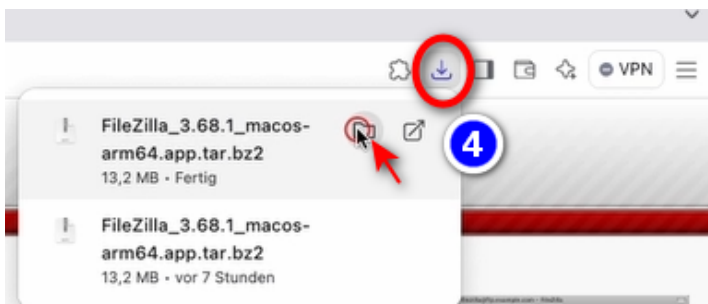 VPN
FileZilla_3.68.1_macos-
arm64.app.tar.bz2
13,2 MB - Fertig
4
FileZilla_3.68.1_macos-
arm64.app.tar.bz2
13,2 MB - vor 7 Stunden